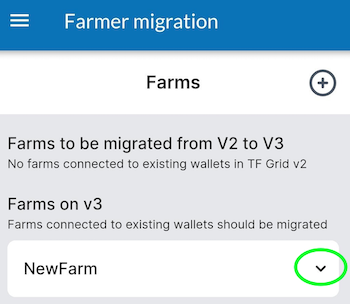 Farmer migration
Farms
Farms to be migrated from V2 to V3
No farms connected to existing wallets in TF Grid v2
Farms on v3
Farms connected to existing wallets should be migrated
NewFarm